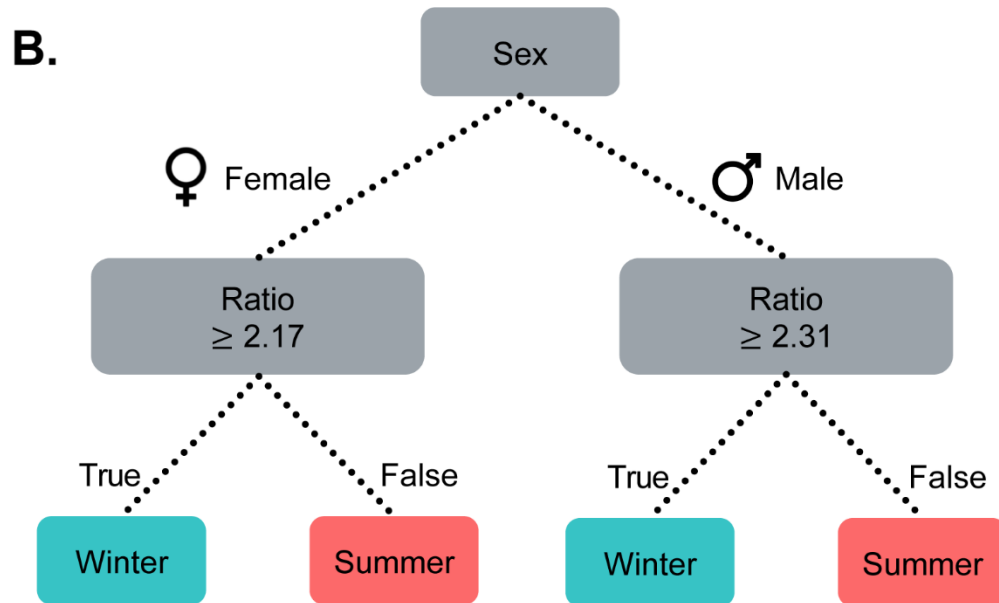 B.
Sex
Female
Male
Ratio
≥ 2.17
Ratio
≥ 2.31
True
False
True
False
Winter
Summer
Winter
Summer